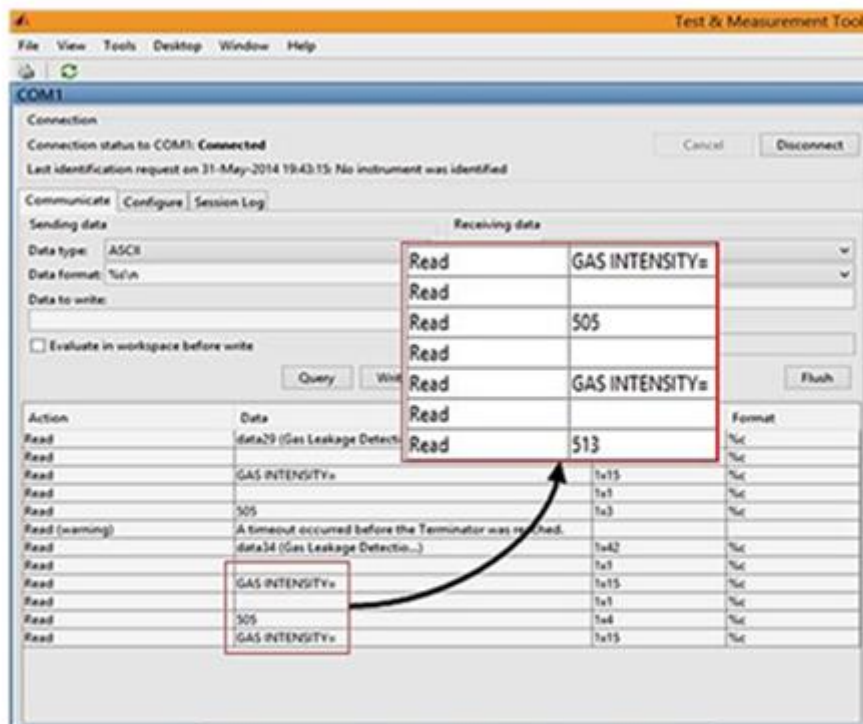 Test & Measurement Tool
File View Tools Desktop Window Help
COM1
Connection
Connection status to COM1: Connected
Cancel Disconnect
Last identification request on 31-May-2014 19:43:15: No instrument was identified
Communicate Configure Session Log
Sending data Receiving data
Data type: ASCII
Data format: %c\n
Data to write:
Evaluate in workspace before write
Query Flush
Read GAS INTENSITY=
Read
Read 505
Read
Read GAS INTENSITY=
Read
Read 513
Action Data Format
Read data29 (Gas Leakage %c
Read %c
Read GAS INTENSITY= 1x15 %c
Read 1x1 %c
Read 505 1x3 %c
Read (warning) A timeout occurred before the Terminator was reached.
Read data34 (Gas Leakage Detectio...) 1x42 %c
Read 1x1 %c
Read GAS INTENSITY= 1x15 %c
Read 1x1 %c
Read 505 1x4 %c
Read GAS INTENSITY= 1x15 %c